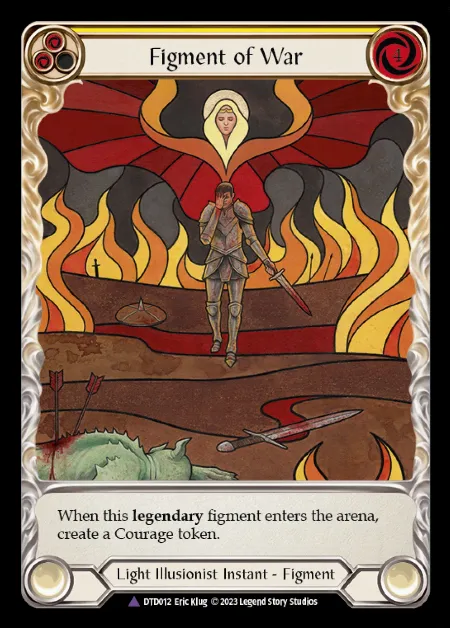 Figment of War
When this legendary figment enters the arena,
create a Courage token.
Light Illusionist Instant - Figment
DTD012 Eric Klug © 2023 Legend Story Studios